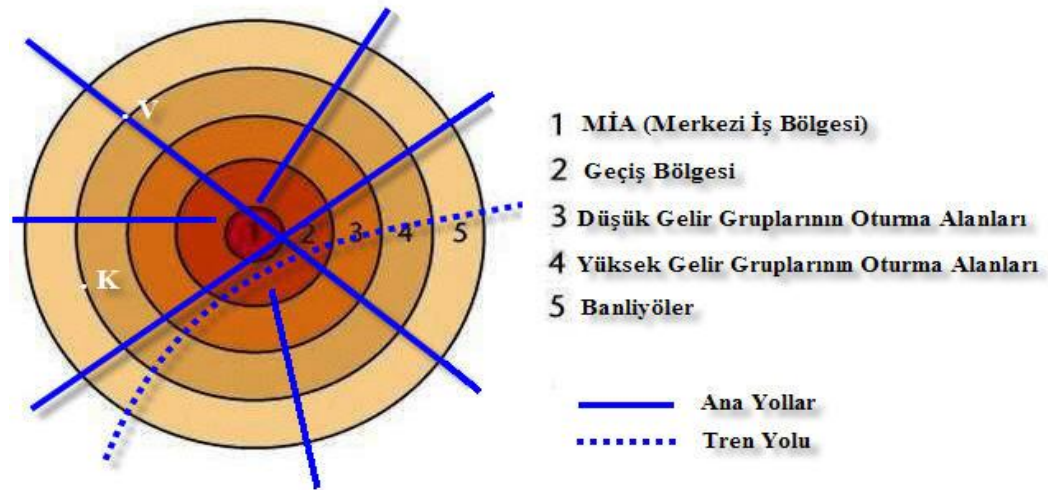 V
K
1 2 3 4 5
1 MİA (Merkezi İş Bölgesi)
2 Geçiş Bölgesi
3 Düşük Gelir Gruplarının Oturma Alanları
4 Yüksek Gelir Gruplarının Oturma Alanları
5 Banliyöler
Ana Yollar
Tren Yolu